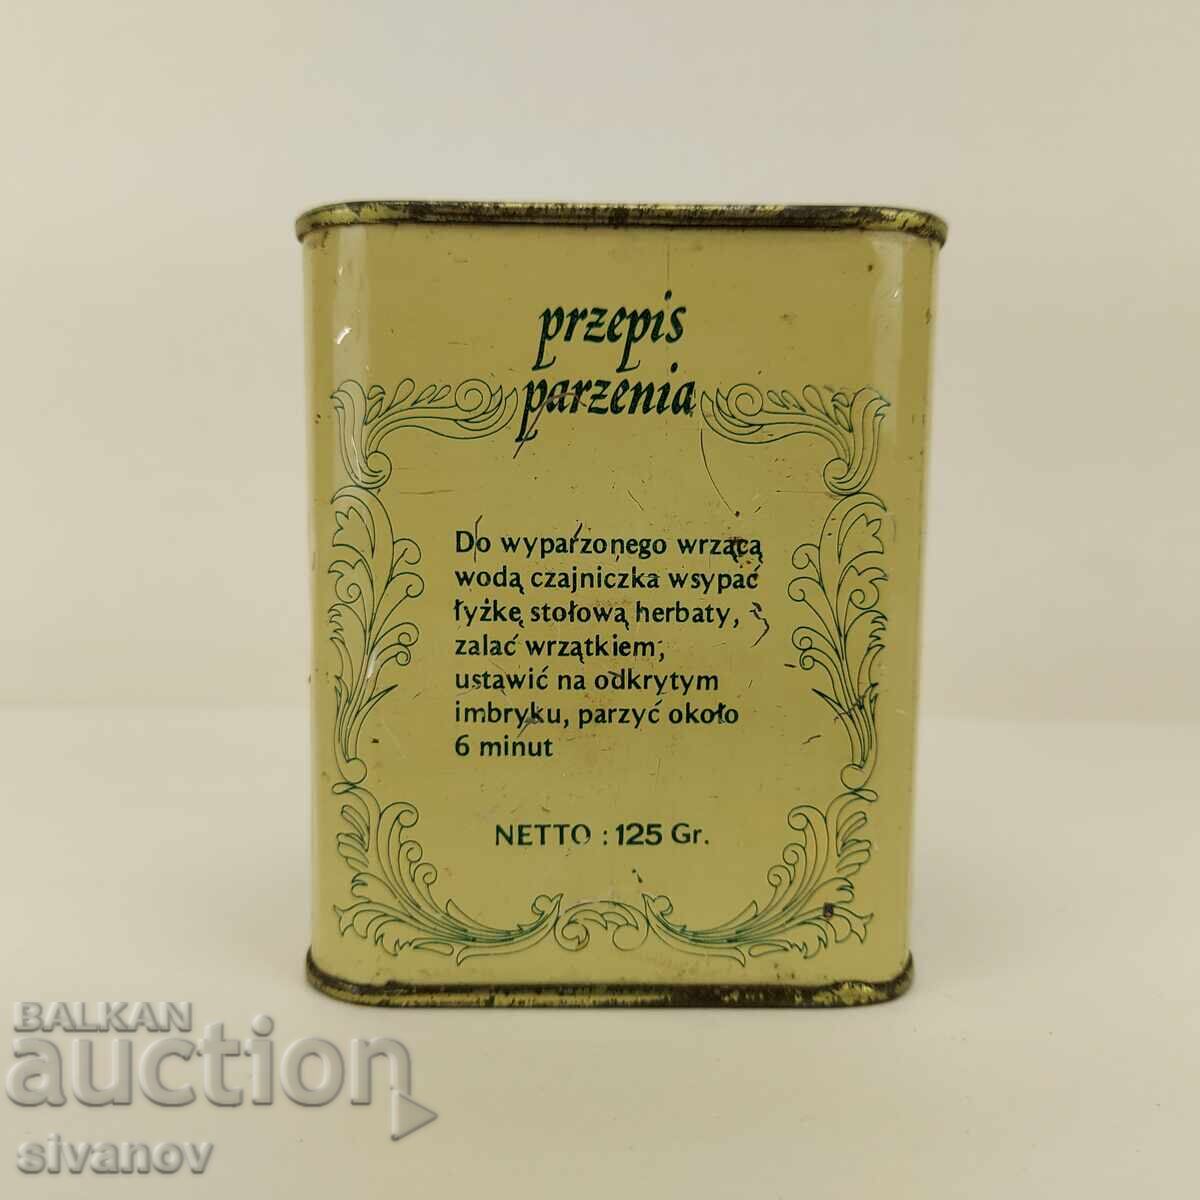 przepis
parzenia
Do wyparzonego wrzącą
wodą czajniczka wsypać
łyżkę stołową herbaty,
zalać wrzątkiem,
ustawić na odkrytym
imbryku, parzyć około
6 minut
NETTO : 125 Gr.
BALKAN
auction
sivanov